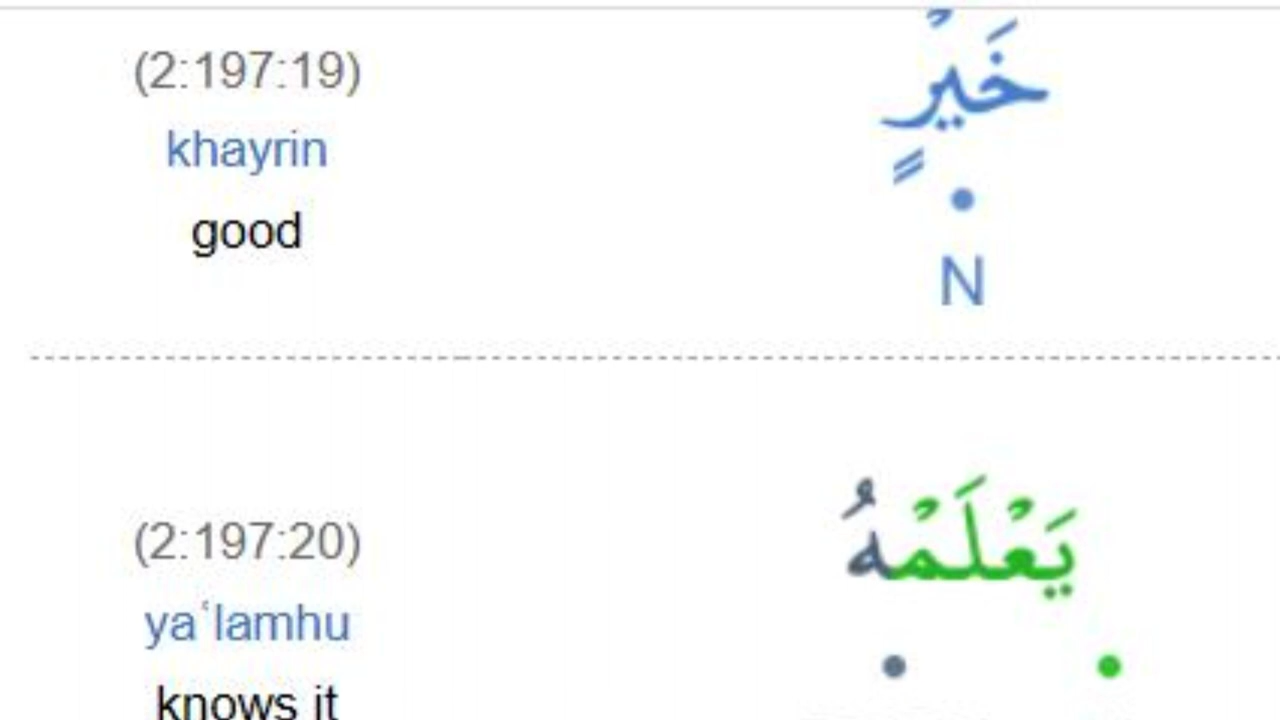 (2:197:19)
khayrin
good
خَيْرٍ
N
(2:197:20)
yaʿlamhu
knows it
يَعْلَمْهُ